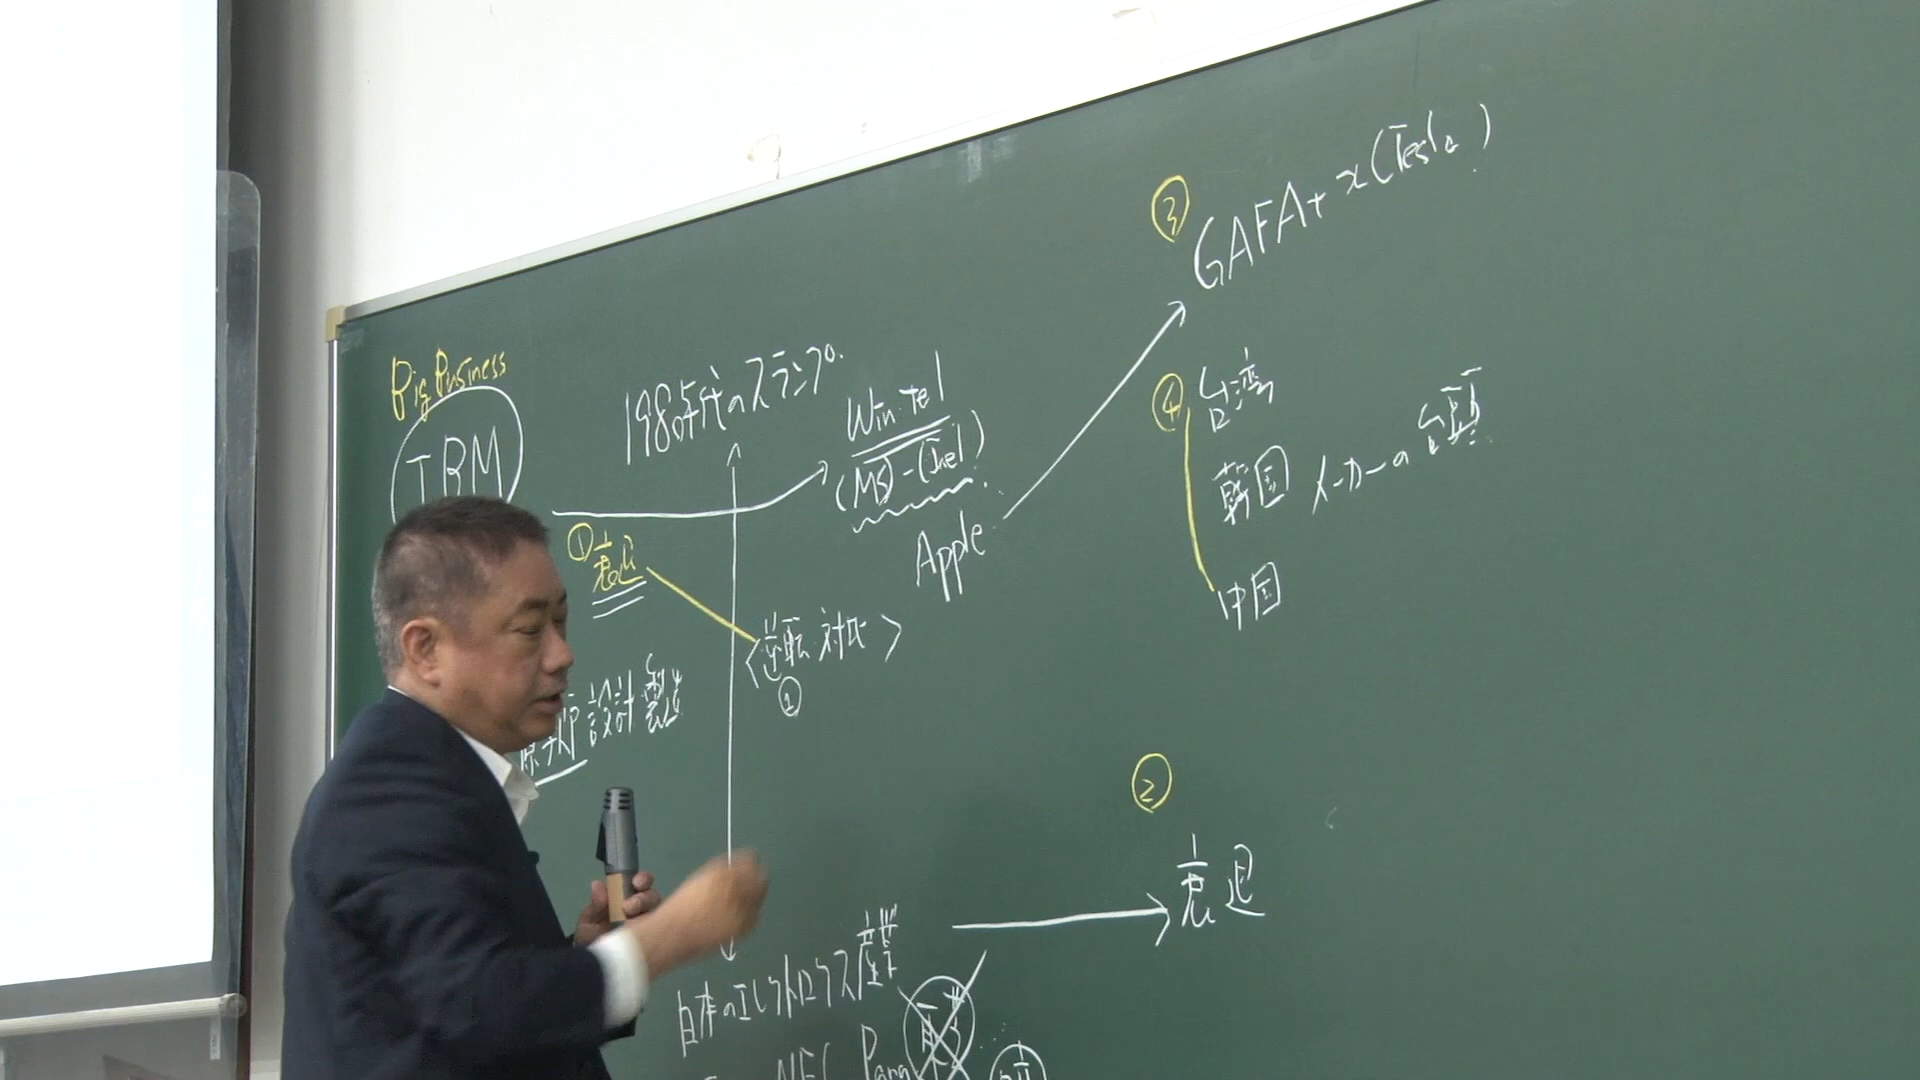 Big Business
IBM
1980年代のスランプ
Wintel
(MS)-(Intel)
Apple
③
GAFA+x(Tesla)
④
台湾
韓国 メーカーの台頭
中国
①
衰退
<逆転 対比>
②
設計 製造
②
衰退
日本のエレクトロニクス産業
NEC Pana